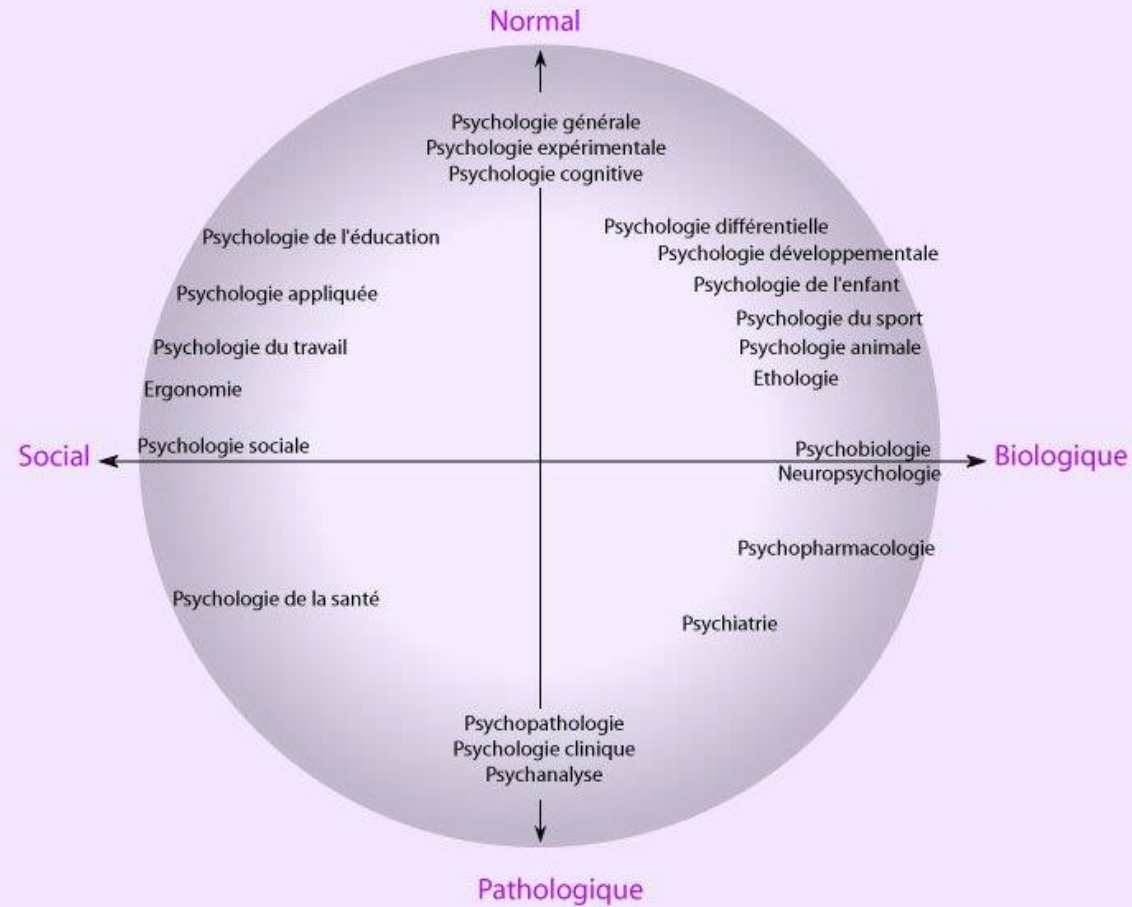 Normal
Psychologie générale
Psychologie expérimentale
Psychologie cognitive
Psychologie de l'éducation
Psychologie appliquée
Psychologie du travail
Ergonomie
Psychologie sociale
Psychologie différentielle
Psychologie développementale
Psychologie de l'enfant
Psychologie du sport
Psychologie animale
Ethologie
Social
Biologique
Psychobiologie
Neuropsychologie
Psychopharmacologie
Psychologie de la santé
Psychiatrie
Psychopathologie
Psychologie clinique
Psychanalyse
Pathologique